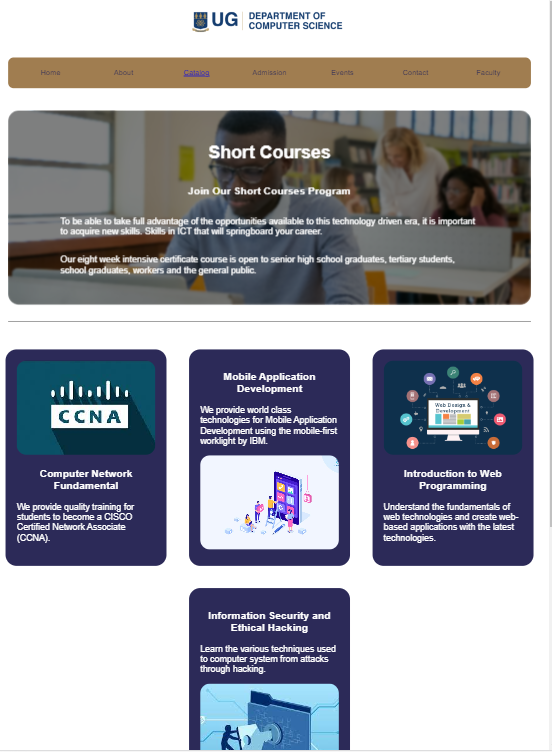 UG DEPARTMENT OF
COMPUTER SCIENCE
Home About Catalog Admission Events Contact Faculty
Short Courses
Join Our Short Courses Program
To be able to take full advantage of the opportunities available to this technology driven era, it is important
to acquire new skills. Skills in ICT that will springboard your career.
Our eight week intensive certificate course is open to senior high school graduates, tertiary students,
school graduates, workers and the general public.
CCNA
Computer Network
Fundamental
We provide quality training for
students to become a CISCO
Certified Network Associate
(CCNA).
Mobile Application
Development
We provide world class
technologies for Mobile Application
Development using the mobile-first
worklight by IBM.
Web Design &
Development
Introduction to Web
Programming
Understand the fundamentals of
web technologies and create web-
based applications with the latest
technologies.
Information Security and
Ethical Hacking
Learn the various techniques used
to computer system from attacks
through hacking.